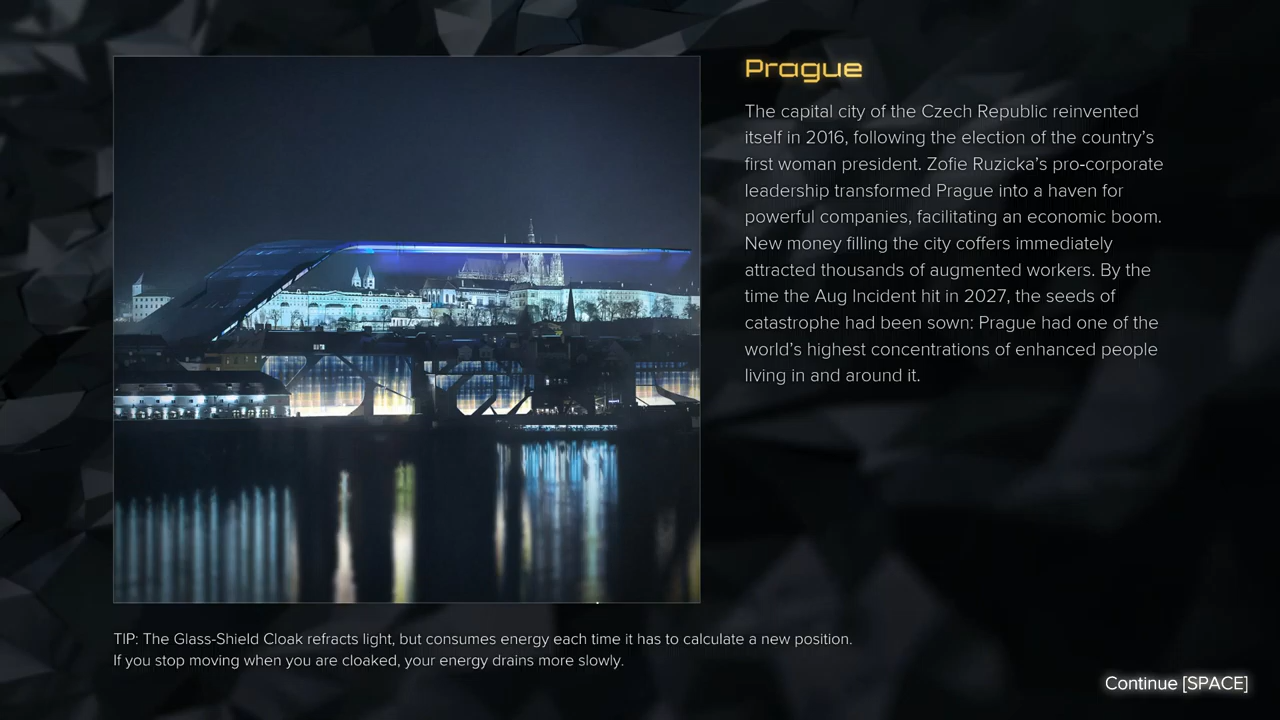 Prague
The capital city of the Czech Republic reinvented
itself in 2016, following the election of the country's
first woman president. Zofie Ruzicka's pro-corporate
leadership transformed Prague into a haven for
powerful companies, facilitating an economic boom.
New money filling the city coffers immediately
attracted thousands of augmented workers. By the
time the Aug Incident hit in 2027, the seeds of
catastrophe had been sown: Prague had one of the
world's highest concentrations of enhanced people
living in and around it.
TIP: The Glass-Shield Cloak refracts light, but consumes energy each time it has to calculate a new position.
If you stop moving when you are cloaked, your energy drains more slowly.
Continue [SPACE]